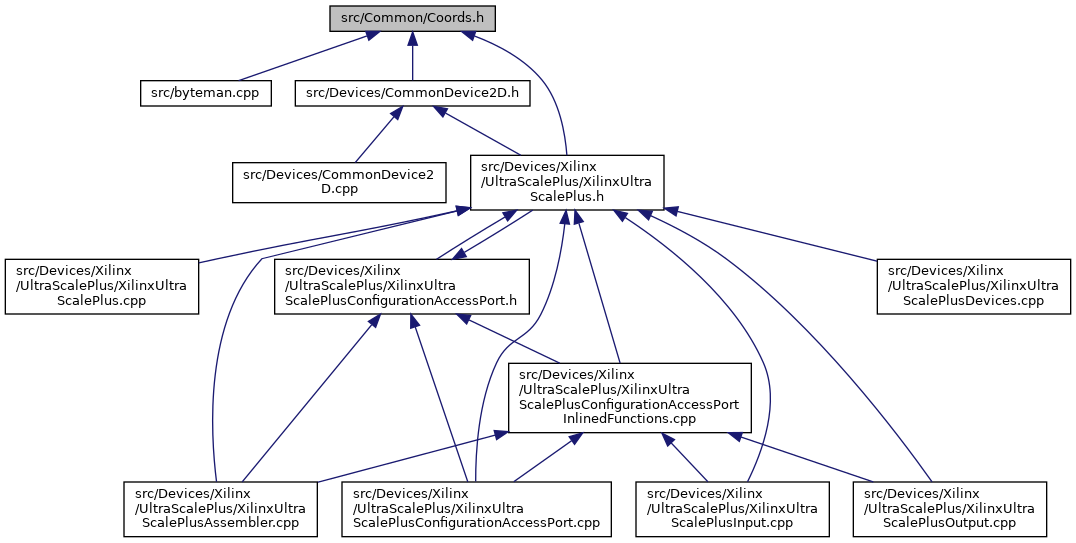 src/Common/Coords.h
src/byteman.cpp
src/Devices/CommonDevice2D.h
src/Devices/CommonDevice2
D.cpp
src/Devices/Xilinx
/UltraScalePlus/XilinxUltra
ScalePlus.h
src/Devices/Xilinx
/UltraScalePlus/XilinxUltra
ScalePlus.cpp
src/Devices/Xilinx
/UltraScalePlus/XilinxUltra
ScalePlusConfigurationAccessPort.h
src/Devices/Xilinx
/UltraScalePlus/XilinxUltra
ScalePlusDevices.cpp
src/Devices/Xilinx
/UltraScalePlus/XilinxUltra
ScalePlusConfigurationAccessPort
InlinedFunctions.cpp
src/Devices/Xilinx
/UltraScalePlus/XilinxUltra
ScalePlusAssembler.cpp
src/Devices/Xilinx
/UltraScalePlus/XilinxUltra
ScalePlusConfigurationAccessPort.cpp
src/Devices/Xilinx
/UltraScalePlus/XilinxUltra
ScalePlusInput.cpp
src/Devices/Xilinx
/UltraScalePlus/XilinxUltra
ScalePlusOutput.cpp